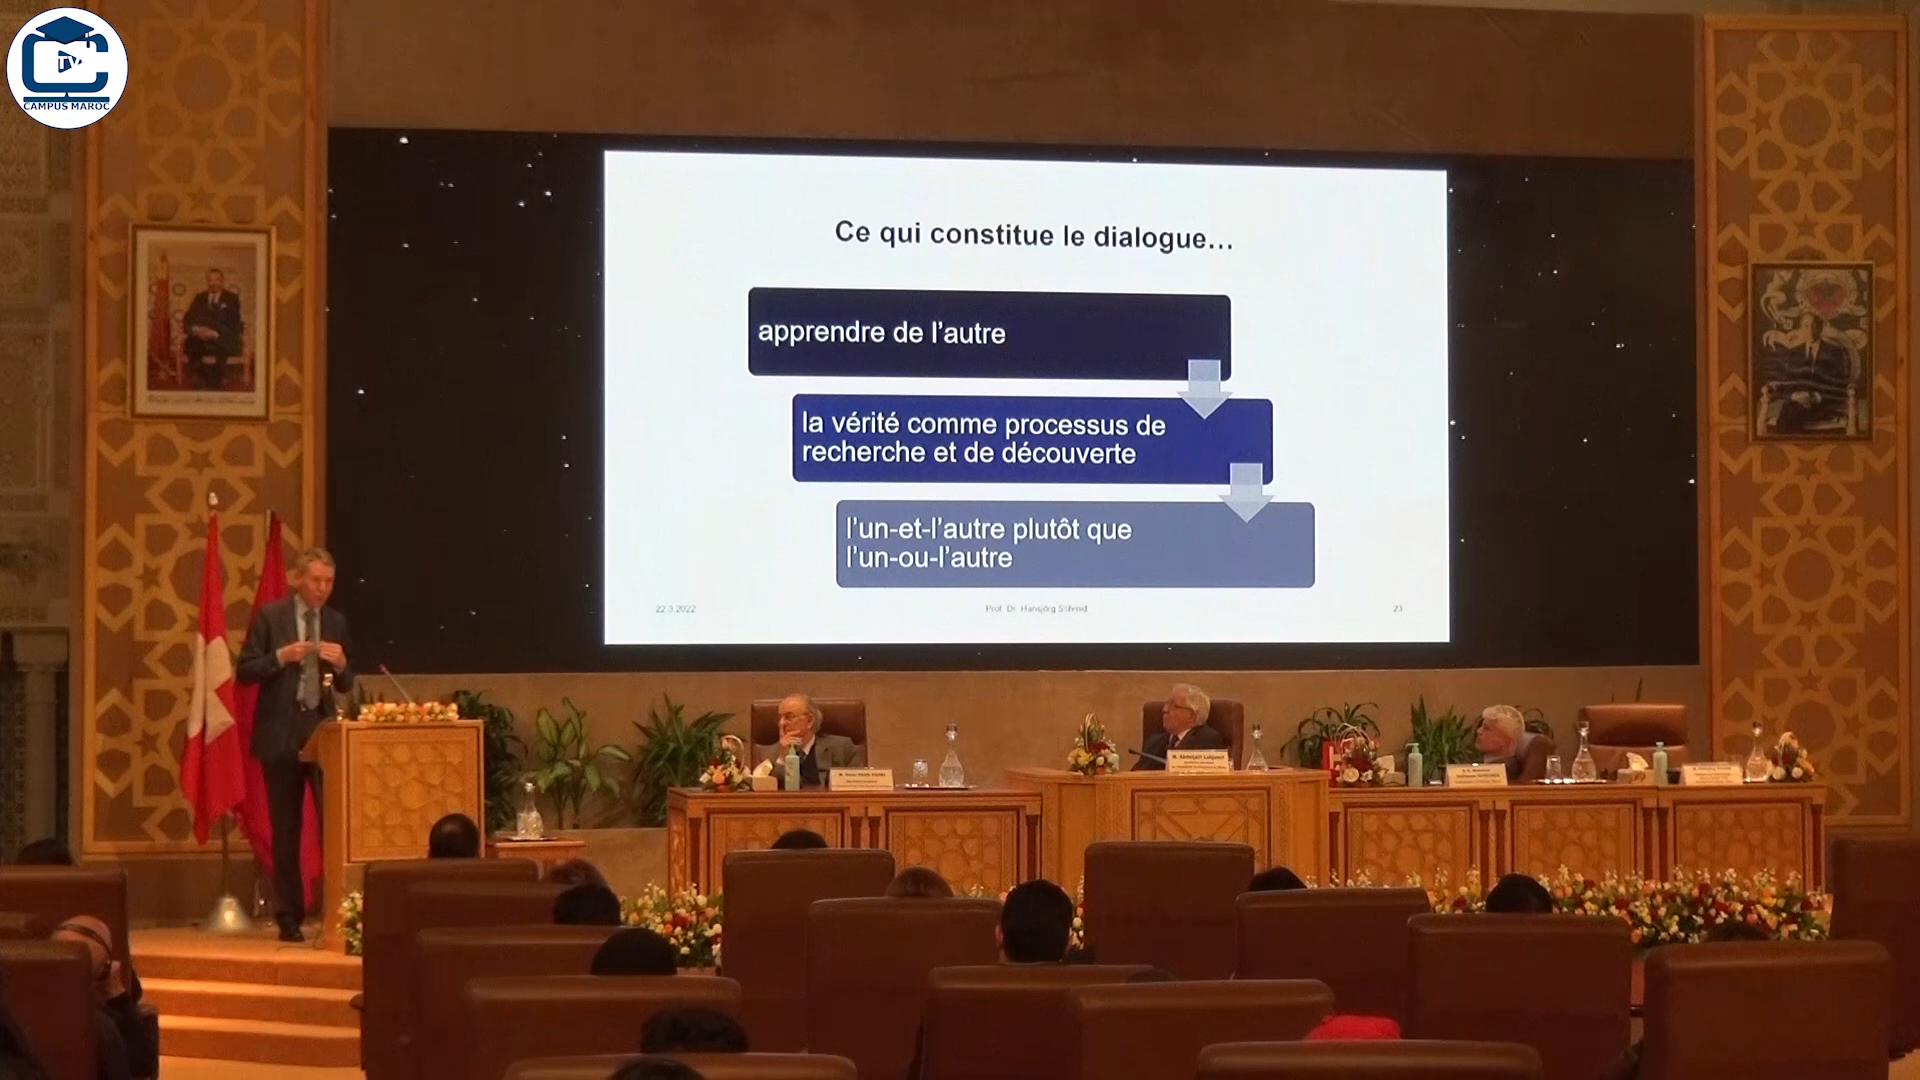 TV
CAMPUS MAROC
Ce qui constitue le dialogue…
apprendre de l’autre
la vérité comme processus de
recherche et de découverte
l’un-et-l’autre plutôt que
l’un-ou-l’autre
22.3.2022
Prof. Dr. Hansjörg Schmid
23